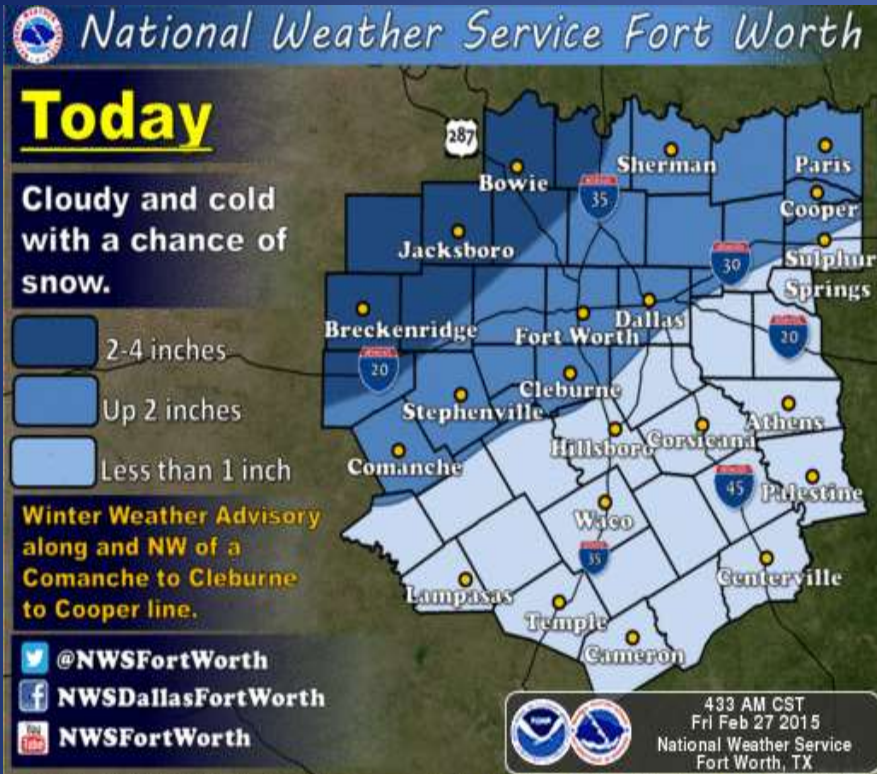 National Weather Service Fort Worth
Today
Cloudy and cold
with a chance of
snow.
2-4 inches
Up 2 inches
Less than 1 inch
Winter Weather Advisory
along and NW of a
Comanche to Cleburne
to Cooper line.
@NWSFortWorth
NWSDallasFortWorth
You
Tube
NWSFortWorth
287
Bowie
Sherman
Paris
35
Cooper
Jacksboro
30
Sulphur
Springs
Breckenridge
Fort Worth
Dallas
20
20
Cleburne
Stephenville
Athens
Hillsboro
Corsicana
Comanche
45
Palestine
Waco
35
Centerville
Lampasas
Temple
Cameron
433 AM CST
Fri Feb 27 2015
National Weather Service
Fort Worth, TX